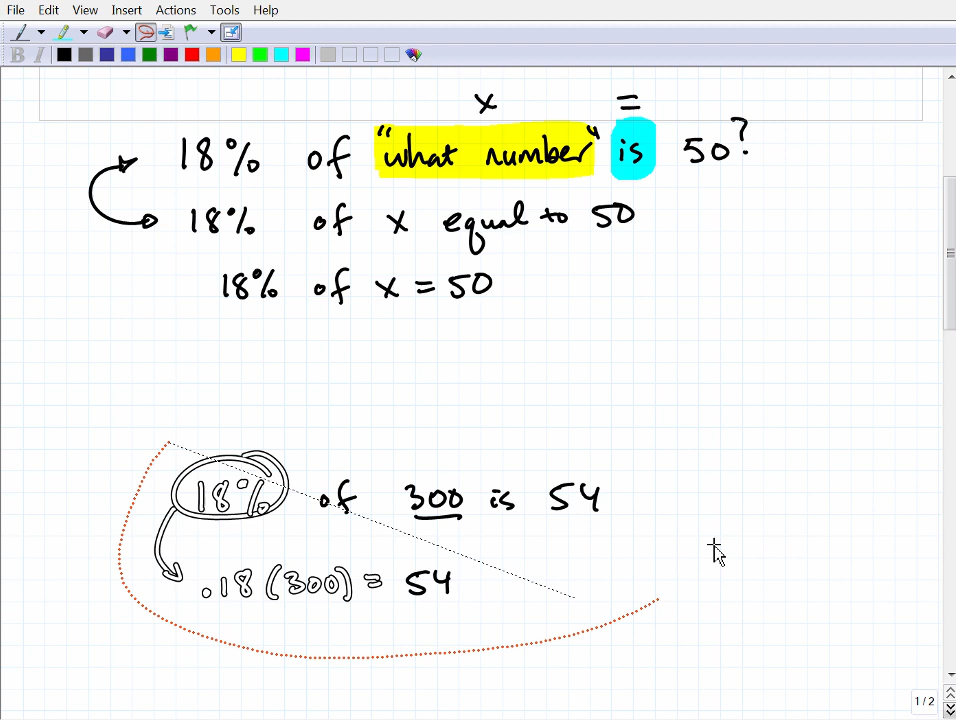 File Edit View Insert Actions Tools Help
B I
x =
18% of "what number" is 50?
18% of x equal to 50
18% of x = 50
18% of 300 is 54
.18 (300) = 54
1 / 2